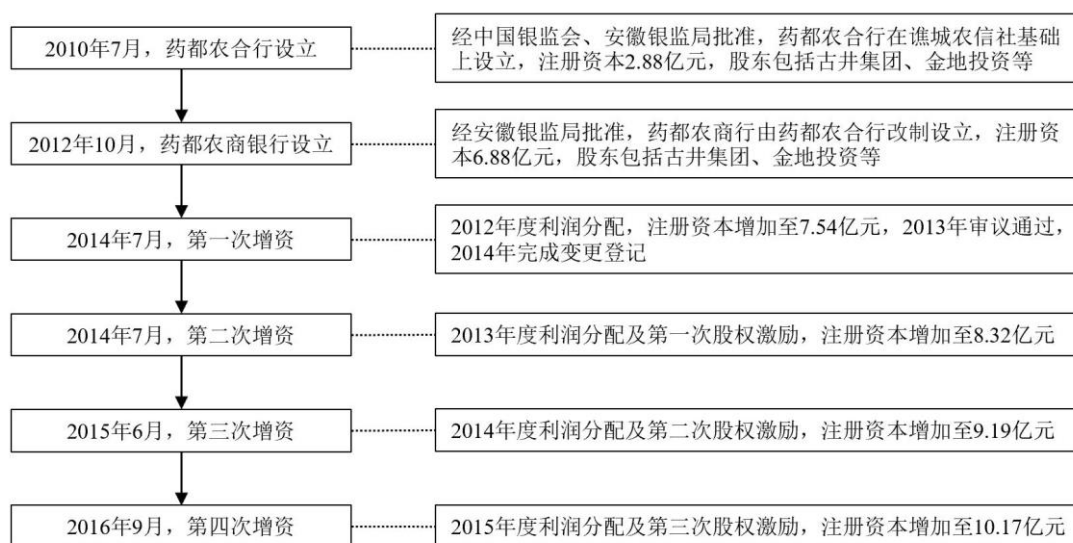 2010年7月，药都农合行设立
经中国银监会、安徽银监局批准，药都农合行在谯城农信社基础
上设立，注册资本2.88亿元，股东包括古井集团、金地投资等
2012年10月，药都农商银行设立
经安徽银监局批准，药都农商行由药都农合行改制设立，注册资
本6.88亿元，股东包括古井集团、金地投资等
2014年7月，第一次增资
2012年度利润分配，注册资本增加至7.54亿元，2013年审议通过，
2014年完成变更登记
2014年7月，第二次增资
2013年度利润分配及第一次股权激励，注册资本增加至8.32亿元
2015年6月，第三次增资
2014年度利润分配及第二次股权激励，注册资本增加至9.19亿元
2016年9月，第四次增资
2015年度利润分配及第三次股权激励，注册资本增加至10.17亿元